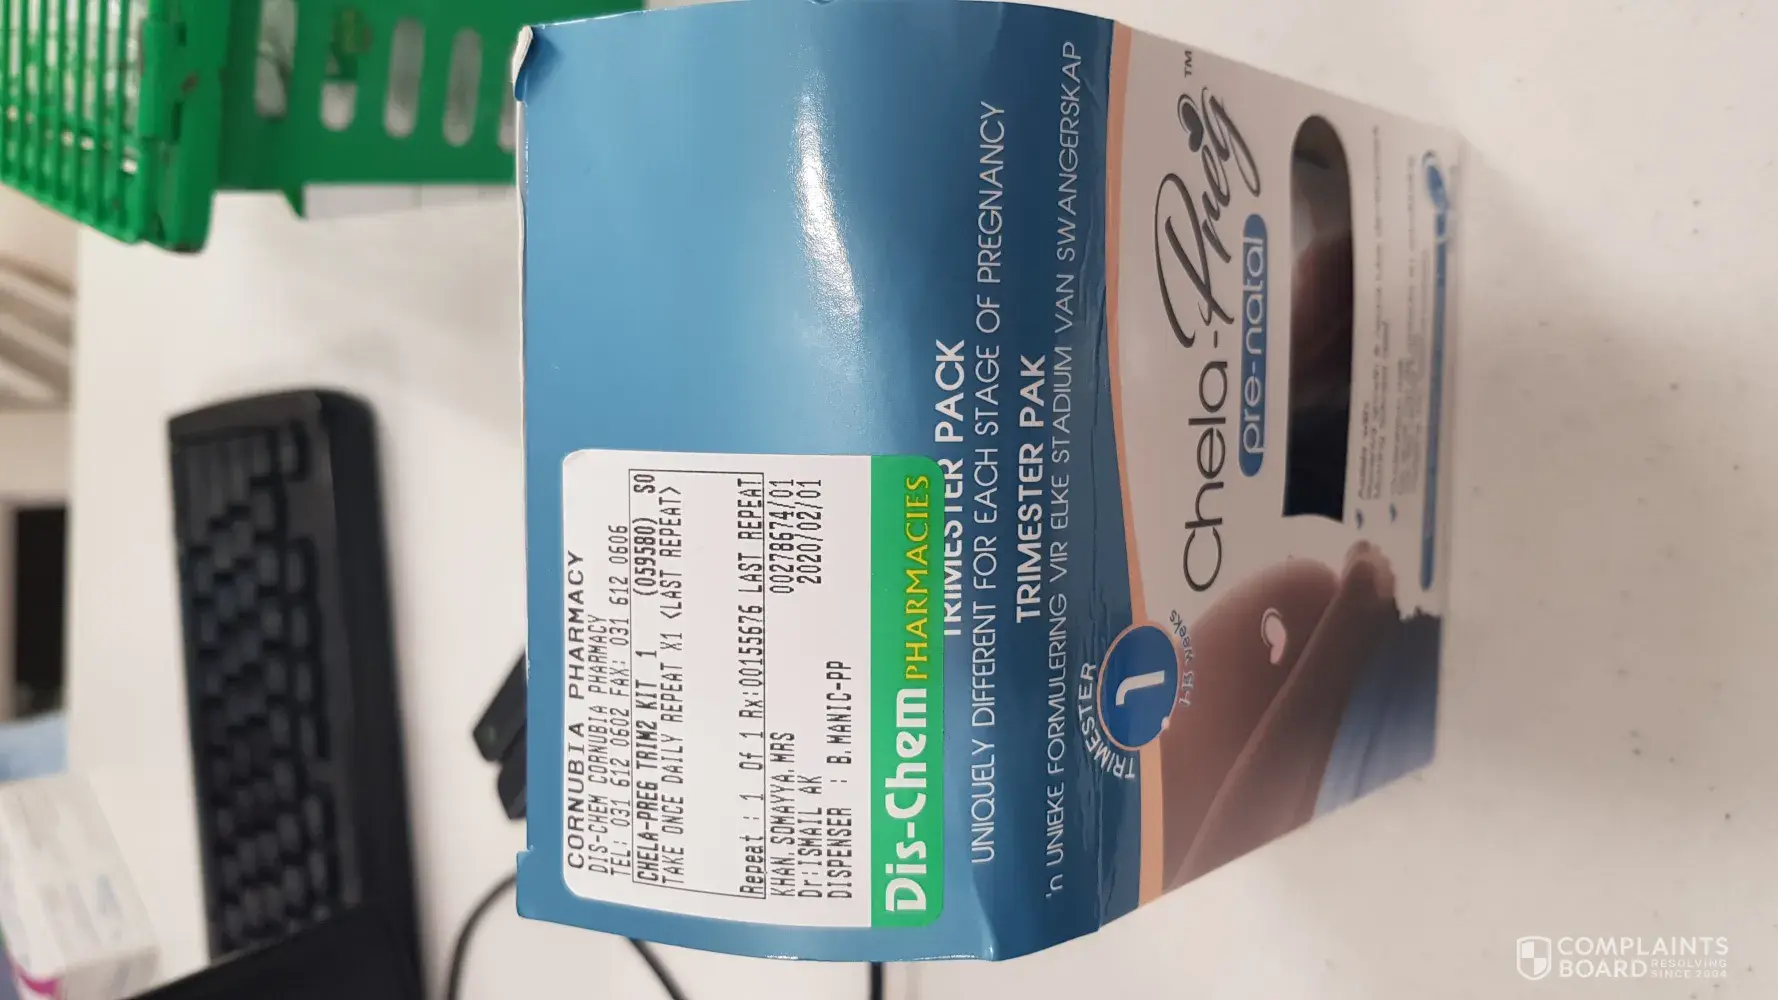 CORNUBIA PHARMACY
DIS-CHEM CORNUBIA PHARMACY
TEL: 031 612 0602 FAX: 031 612 0606
CHELA-PREG TRIM2 KIT 1 (059580) SO
TAKE ONCE DAILY REPEAT X1 <LAST REPEAT>
Repeat : 1 Of 1 Rx:00155676 LAST REPEAT
KHAN, SOMAYYA, MRS 00278674/01
Dr: ISMAIL AK 2020/02/01
DISPENSER : B.MANIC-PP
Dis-Chem PHARMACIES
TRIMESTER PACK
UNIQUELY DIFFERENT FOR EACH STAGE OF PREGNANCY
TRIMESTER PAK
'n UNIEKE FORMULERING VIR ELKE STADIUM VAN SWANGERSKAP
TRIMESTER
1
1-13 weeks
Chela-Preg™
pre-natal
COMPLAINTS
BOARD RESOLVING
SINCE 2004